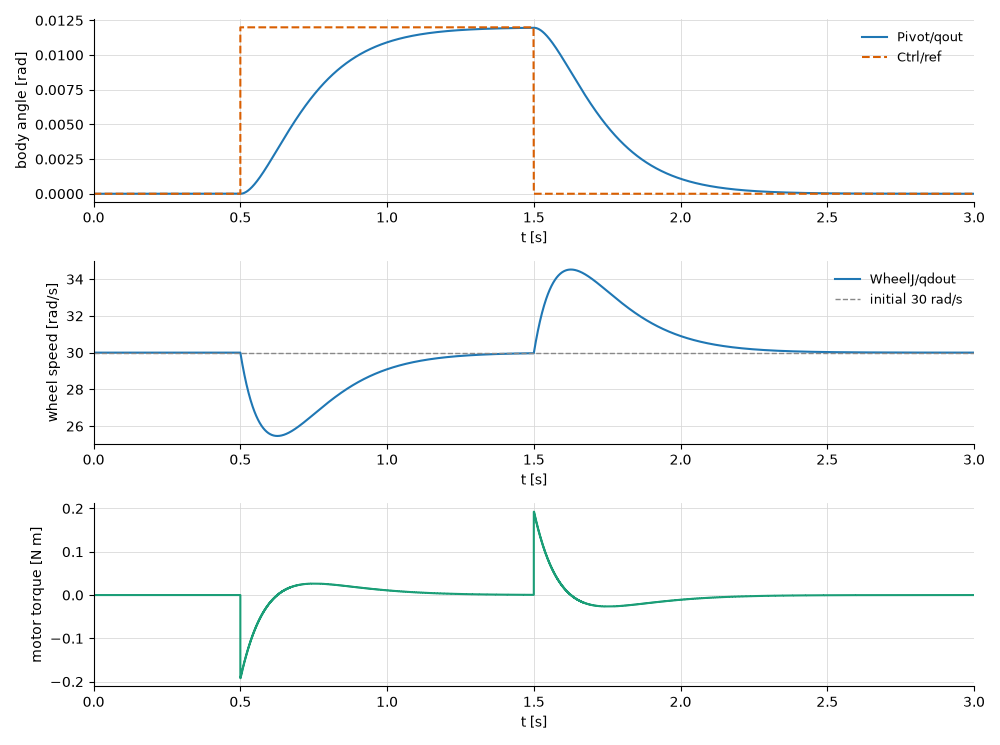 0.0125
0.0100
0.0075
0.0050
0.0025
0.0000
body angle [rad]
Pivot/qout
Ctrl/ref
0.0 0.5 1.0 1.5 2.0 2.5 3.0
t [s]
34
32
30
28
26
wheel speed [rad/s]
WheelJ/qdout
initial 30 rad/s
0.0 0.5 1.0 1.5 2.0 2.5 3.0
t [s]
0.2
0.1
0.0
−0.1
−0.2
motor torque [N m]
0.0 0.5 1.0 1.5 2.0 2.5 3.0
t [s]